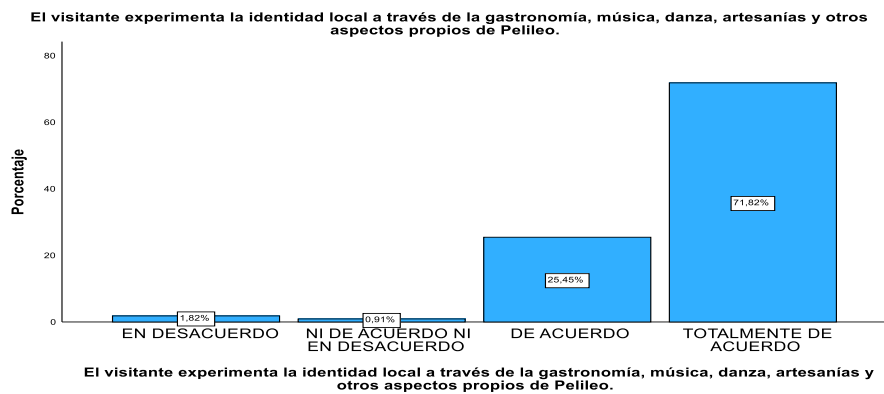 El visitante experimenta la identidad local a través de la gastronomía, música, danza, artesanías y otros
aspectos propios de Pelileo.
Porcentaje
80
60
40
20
0
1,82%
0,91%
25,45%
71,82%
EN DESACUERDO
NI DE ACUERDO NI
EN DESACUERDO
DE ACUERDO
TOTALMENTE DE
ACUERDO
El visitante experimenta la identidad local a través de la gastronomía, música, danza, artesanías y
otros aspectos propios de Pelileo.